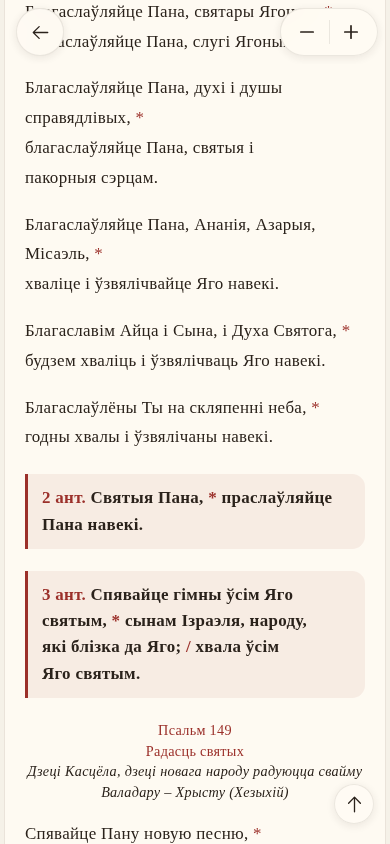 Благаслаўляйце Пана, святары
Пана, слугі
Благаслаўляйце Пана, духі і душы
справядлівых, *
благаслаўляйце Пана, святыя і
пакорныя сэрцам.
Благаслаўляйце Пана, Ананія, Азарыя,
Місаэль, *
хваліце і ўзвялічвайце Яго навекі.
Благаславім Айца і Сына, і Духа Святога, *
будзем хваліць і ўзвялічваць Яго навекі.
Благаслаўлёны Ты на скляпенні неба, *
годны хвалы і ўзвялічаны навекі.
2 ант. Святыя Пана, * праслаўляйце
Пана навекі.
3 ант. Спявайце гімны ўсім Яго
святым, * сынам Ізраэля, народу,
які блізка да Яго; / хвала ўсім
Яго святым.
Псальм 149
Радасць святых
Дзеці Касцёла, дзеці новага народу радуюцца свайму
Валадару – Хрысту (Хезыхій)
Спявайце Пану новую песню, *